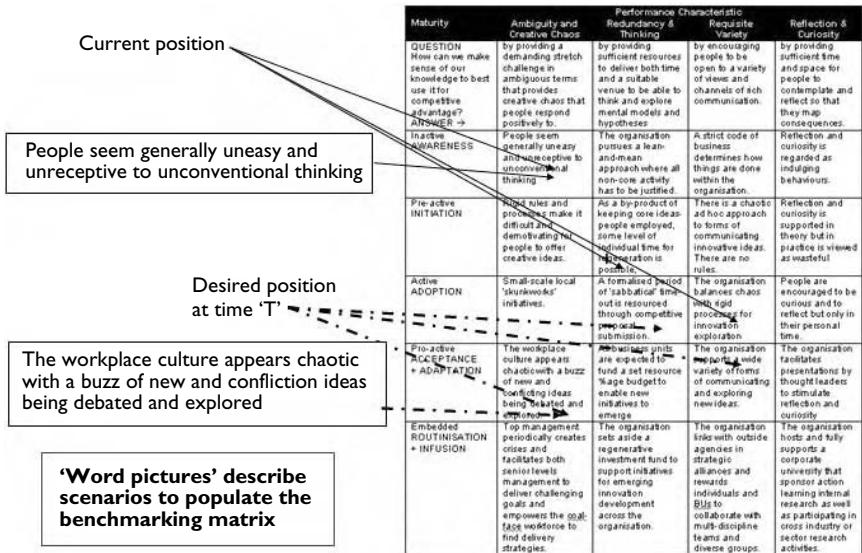 Current position
People seem generally uneasy and
unreceptive to unconventional thinking
Desired position
at time 'T'
The workplace culture appears chaotic
with a buzz of new and confliction ideas
being debated and explored
'Word pictures' describe
scenarios to populate the
benchmarking matrix
Performance Characteristic
Maturity
Ambiguity and
Creative Chaos
Redundancy &
Thinking
Requisite
Variety
Reflection &
Curiosity
QUESTION
How can we make
sense of our
knowledge to best
use it for
competitive
advantage?
ANSWER →
by providing a
demanding stretch
challenge in
ambiguous terms
that provides
creative chaos that
people respond
positively to.
by providing
sufficient resources
to deliver both time
and a suitable
venue to be able to
think and explore
mental models and
hypotheses
by encouraging
people to be
open to a variety
of views and
channels of rich
communication.
by providing
sufficient time
and space for
people to
contemplate and
reflect so that
they map
consequences.
Inactive
AWARENESS
People seem
generally uneasy
and unreceptive to
unconventional
thinking
The organisation
pursues a lean-
and-mean
approach where all
non-core activity
has to be justified.
A strict code of
business
determines how
things are done
within the
organisation.
Reflection and
curiosity is
regarded as
indulging
behaviours.
Pre-active
INITIATION
Rigid rules and
processes make it
difficult and
demotivating for
people to offer
creative ideas.
As a by-product of
keeping core ideas-
people employed,
some level of
individual time for
regeneration is
possible,
There is a chaotic
ad hoc approach
to forms of
communicating
innovative ideas.
There are no
rules.
Reflection and
curiosity is
supported in
theory but in
practice is viewed
as wasteful
Active
ADOPTION
Small-scale local
'skunkworks'
initiatives.
A formalised period
of 'sabbatical' time-
out is resourced
through competitive
proposal
submission.
The organisation
balances chaos
with rigid
processes for
innovation
exploration
People are
encouraged to be
curious and to
reflect but only in
their personal
time.
Pro-active
ACCEPTANCE
+ ADAPTATION
The workplace
culture appears
chaotic with a buzz
of new and
conflicting ideas
being debated and
explored
All business units
are expected to
fund a set resource
%age budget to
enable new
initiatives to
emerge
The organisation
supports a wide
variety of forms
of communicating
and exploring
new ideas.
The organisation
facilitates
presentations by
thought leaders
to stimulate
reflection and
curiosity
Embedded
ROUTINISATION
+ INFUSION
Top management
periodically creates
crises and
facilitates both
senior levels
management to
deliver challenging
goals and
empowers the coal-
face workforce to
find delivery
strategies.
The organisation
sets aside a
regenerative
investment fund to
support initiatives
for emerging
innovation
development
across the
organisation.
The organisation
links with outside
agencies in
strategic
alliances and
rewards
individuals and
BUs to
collaborate with
multi-discipline
teams and
diverse groups.
The organisation
hosts and fully
supports a
corporate
university that
sponsor action
learning internal
research as well
as participating in
cross industry or
sector research
activities.